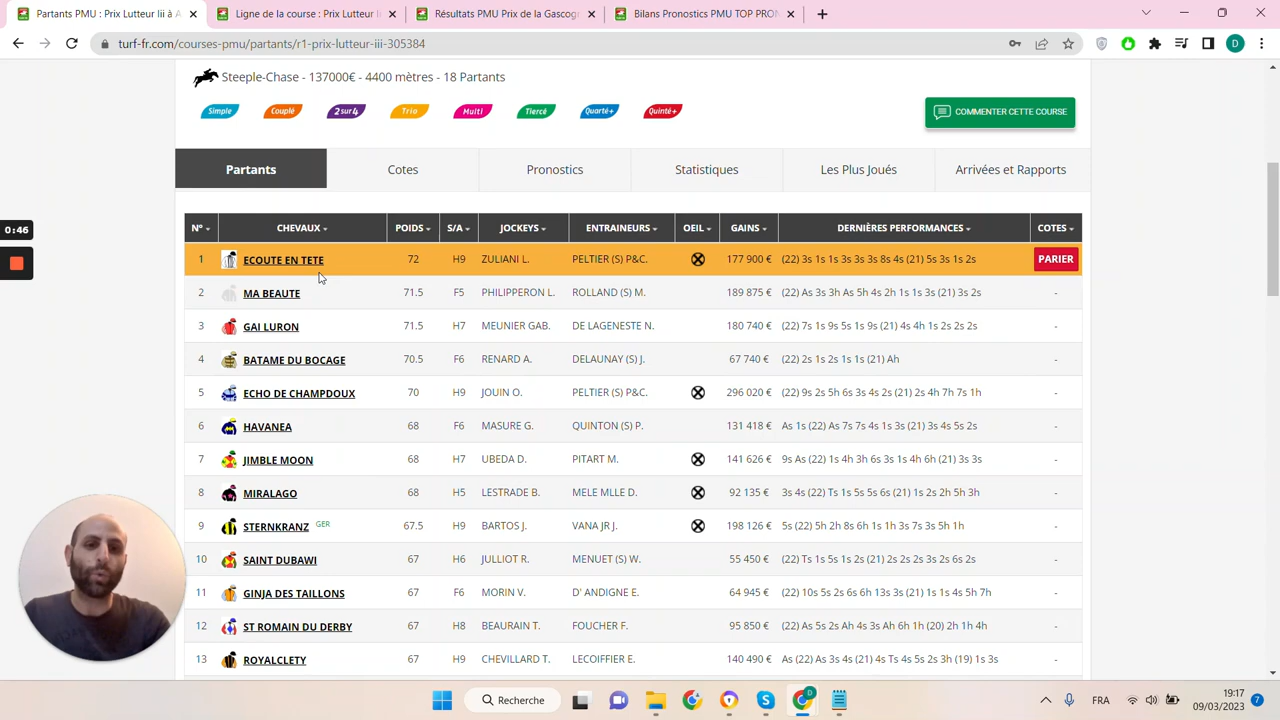 Partants PMU : Prix Lutteur Iii à A
Ligne de la course : Prix Lutteur I
Résultats PMU Prix de la Gascogn
Bilans Pronostics PMU TOP PRON
turf-fr.com/courses-pmu/partants/r1-prix-lutteur-iii-305384
D
Steeple-Chase - 137000€ - 4400 mètres - 18 Partants
Simple Couplé 2sur4 Trio Multi Tiercé Quarté+ Quinté+
COMMENTER CETTE COURSE
Partants Cotes Pronostics Statistiques Les Plus Joués Arrivées et Rapports
0:46
N° CHEVAUX POIDS S/A JOCKEYS ENTRAINEURS OEIL GAINS DERNIÈRES PERFORMANCES COTES
1 ECOUTE EN TETE 72 H9 ZULIANI L. PELTIER (S) P&C. 177 900 € (22) 3s 1s 1s 3s 3s 3s 8s 4s (21) 5s 3s 1s 2s PARIER
2 MA BEAUTE 71.5 F5 PHILIPPERON L. ROLLAND (S) M. 189 875 € (22) As 3s 3h As 5h 4s 2h 1s 1s 3s (21) 3s 2s -
3 GAI LURON 71.5 H7 MEUNIER GAB. DE LAGENESTE N. 180 740 € (22) 7s 1s 9s 5s 1s 9s (21) 4s 4h 1s 2s 2s 2s -
4 BATAME DU BOCAGE 70.5 F6 RENARD A. DELAUNAY (S) J. 67 740 € (22) 2s 1s 2s 1s 1s (21) Ah -
5 ECHO DE CHAMPDOUX 70 H9 JOUIN O. PELTIER (S) P&C. 296 020 € (22) 9s 2s 5h 6s 3s 4s 2s (21) 2s 4h 7h 7s 1h -
6 HAVANEA 68 F6 MASURE G. QUINTON (S) P. 131 418 € As 1s (22) As 7s 7s 4s 1s 3s (21) 3s 4s 5s 2s -
7 JIMBLE MOON 68 H7 UBEDA D. PITART M. 141 626 € 9s As (22) 1s 4h 3h 6s 3s 1s 4h 6h (21) 3s 3s -
8 MIRALAGO 68 H5 LESTRADE B. MELE MLLE D. 92 135 € 3s 4s (22) Ts 1s 5s 5s 6s (21) 1s 2s 2h 5h 3h -
9 STERNKRANZ GER 67.5 H9 BARTOS J. VANA JR J. 198 126 € 5s (22) 5h 2h 8s 6h 1s 1h 3s 7s 3s 5h 1h -
10 SAINT DUBAWI 67 H6 JULLIOT R. MENUET (S) W. 55 450 € (22) Ts 1s 5s 1s 2s (21) 2s 2s 2s 3s 2s 6s 2s -
11 GINJA DES TAILLONS 67 F6 MORIN V. D' ANDIGNE E. 64 945 € (22) 10s 5s 2s 6s 6h 13s 3s (21) 1s 1s 4s 5h 7h -
12 ST ROMAIN DU DERBY 67 H8 BEAURAIN T. FOUCHER F. 95 850 € (22) As 5s 2s Ah 4s 3s Ah 6h 1h (20) 2h 1h 4h -
13 ROYALCLETY 67 H9 CHEVILLARD T. LECOIFFIER E. 140 490 € As (22) As 3s 4s (21) 4s Ts 4s 5s 2s 3h (19) 1s 3s -
Recherche
D
FRA
19:17
09/03/2023
7